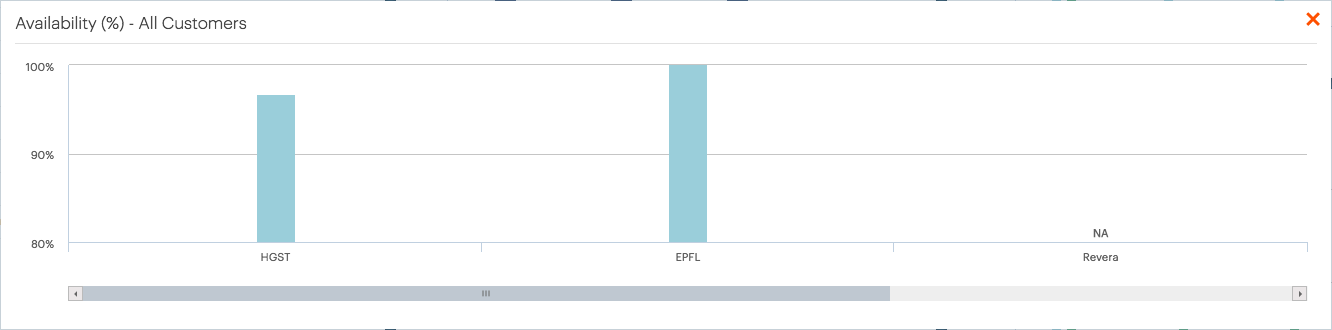 Availability (%) - All Customers
100%
90%
80%
NA
HGST
EPFL
Revera